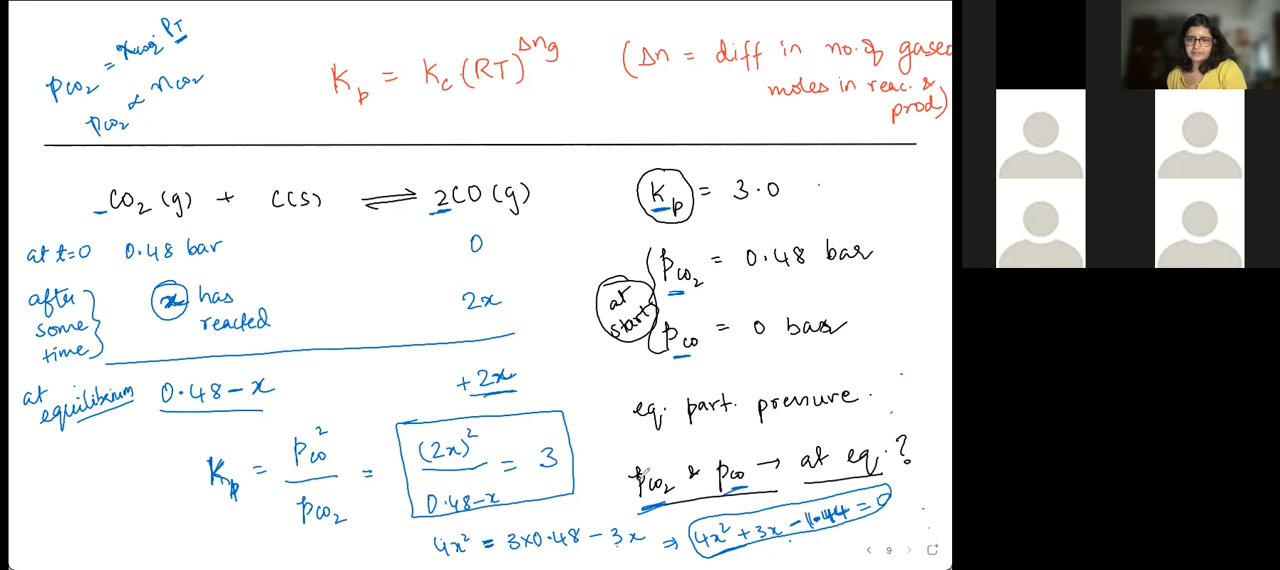 pCO₂ = xCO₂ PT
pCO₂ ∝ nCO₂
Kp = Kc (RT)^Δng
(Δn = diff in no. of gaseo
moles in reac. &
prod)
CO₂ (g) + C(s) ⇌ 2CO (g)
Kp = 3.0
at t=0 0.48 bar 0
at start
pCO₂ = 0.48 bar
pCO = 0 bar
after some time
x has reacted 2x
at equilibrium 0.48 - x +2x
eq. part. pressure.
Kp = pCO² / pCO₂ = (2x)² / 0.48-x = 3
pCO₂ & pCO → at eq. ?
4x² = 3×0.48 - 3x ⇒ 4x² + 3x - 1.44 = 0
< 9 >